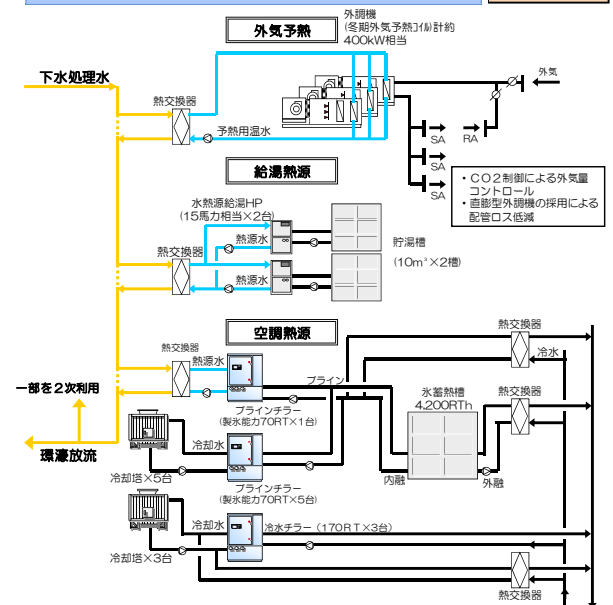 外気予熱
外調機
(冬期外気予熱ｺｲﾙ)計約
400kW相当
外気
下水処理水
熱交換器
予熱用温水
SA
RA
SA
SA
・ＣＯ２制御による外気量
コントロール
・直膨型外調機の採用による
配管ロス低減
給湯熱源
水熱源給湯HP
(15馬力相当×2台)
熱源水
熱交換器
熱源水
貯湯槽
(10m³×2槽)
空調熱源
熱交換器
熱源水
熱交換器
冷水
ブライン
氷蓄熱槽
4,200RTh
熱交換器
一部を２次利用
ブラインチラー
(製氷能力70RT×1台)
冷却水
環濠放流
冷却塔×5台
ブラインチラー
(製氷能力70RT×5台)
内融
外融
冷却水
冷水チラー（170ＲＴ×3台）
冷却塔×3台
熱交換器